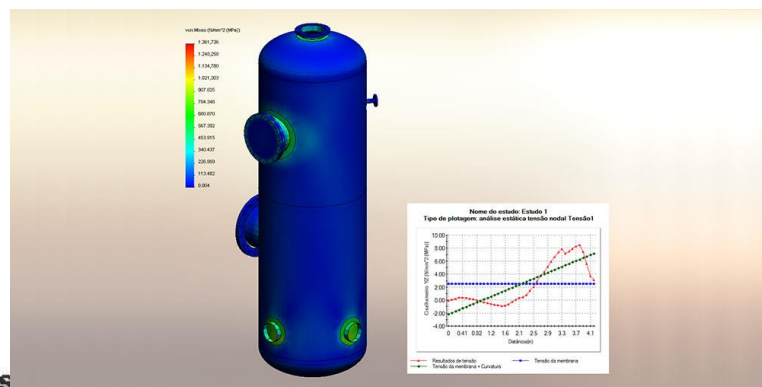 von Mises (N/mm^2 (MPa))
1.361,736
1.248,258
1.134,780
1.021,303
907.825
794.348
680.870
567.392
453.915
340.437
226.959
113.482
0.004
Nome do estudo: Estudo 1
Tipo de plotagem: análise estática tensão nodal Tensão1
Cisalhamento YZ (N/mm^2 (MPa))
10.00
8.00
6.00
4.00
2.00
0.00
-2.00
-4.00
0 0.41 0.82 1.2 1.6 2.1 2.5 2.9 3.3 3.7 4.1
Distância(in)
Resultados de tensão
Tensão da membrana
Tensão da membrana + Curvatura